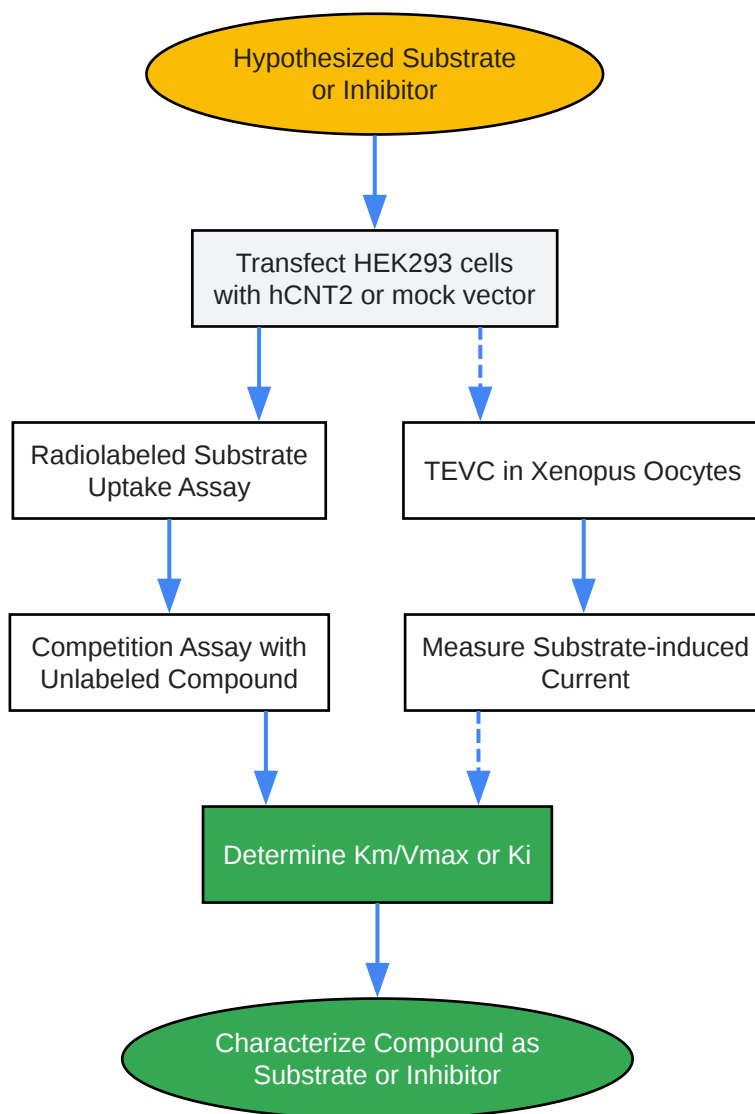 Hypothesized Substrate
or Inhibitor
Transfect HEK293 cells
with hCNT2 or mock vector
Radiolabeled Substrate
Uptake Assay
TEVC in Xenopus Oocytes
Competition Assay with
Unlabeled Compound
Measure Substrate-induced
Current
Determine Km/Vmax or Ki
Characterize Compound as
Substrate or Inhibitor